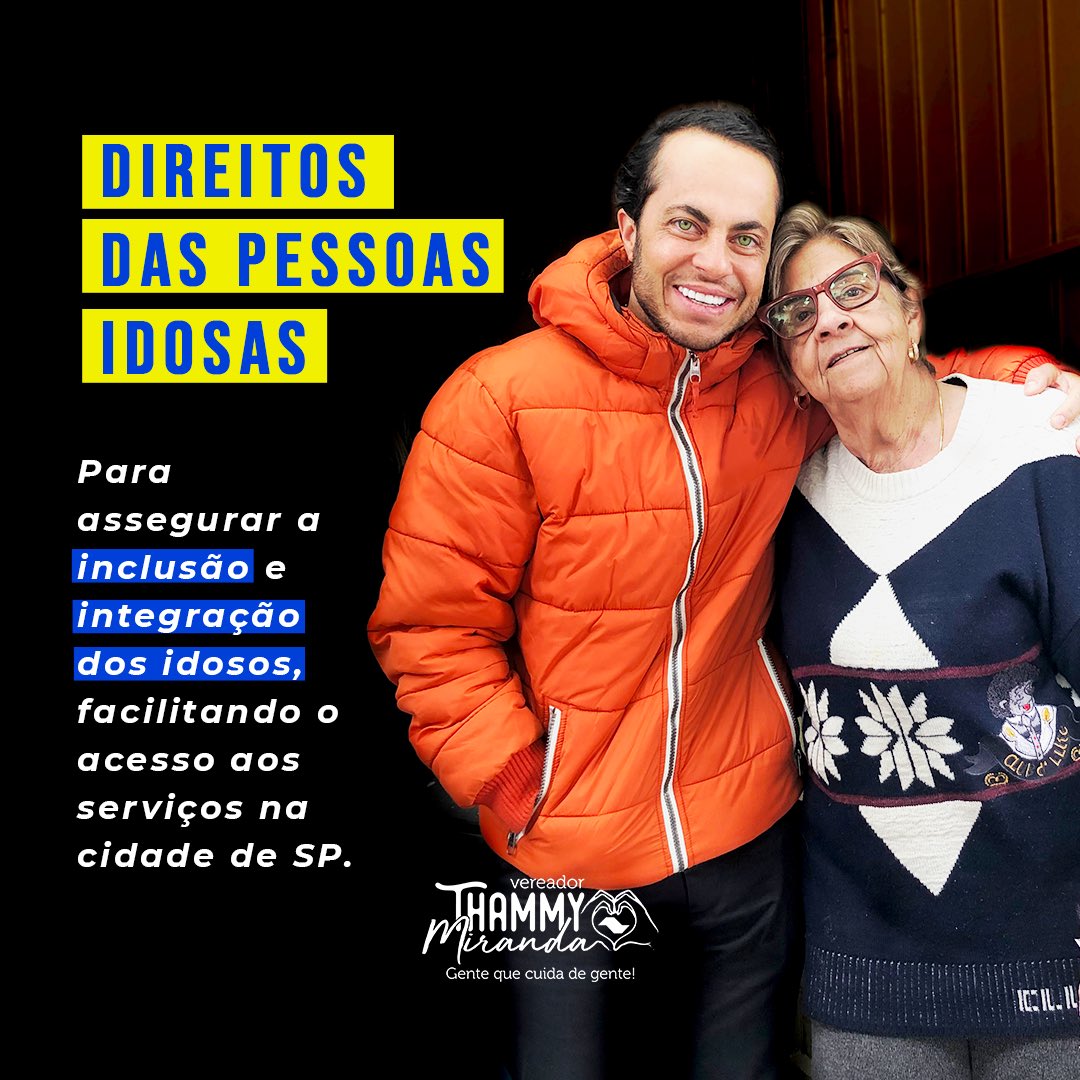 DIREITOS
DAS PESSOAS
IDOSAS
Para
assegurar a
inclusão e
integração
dos idosos,
facilitando o
acesso aos
serviços na
cidade de SP.
vereador
THAMMY
Miranda
Gente que cuida de gente!